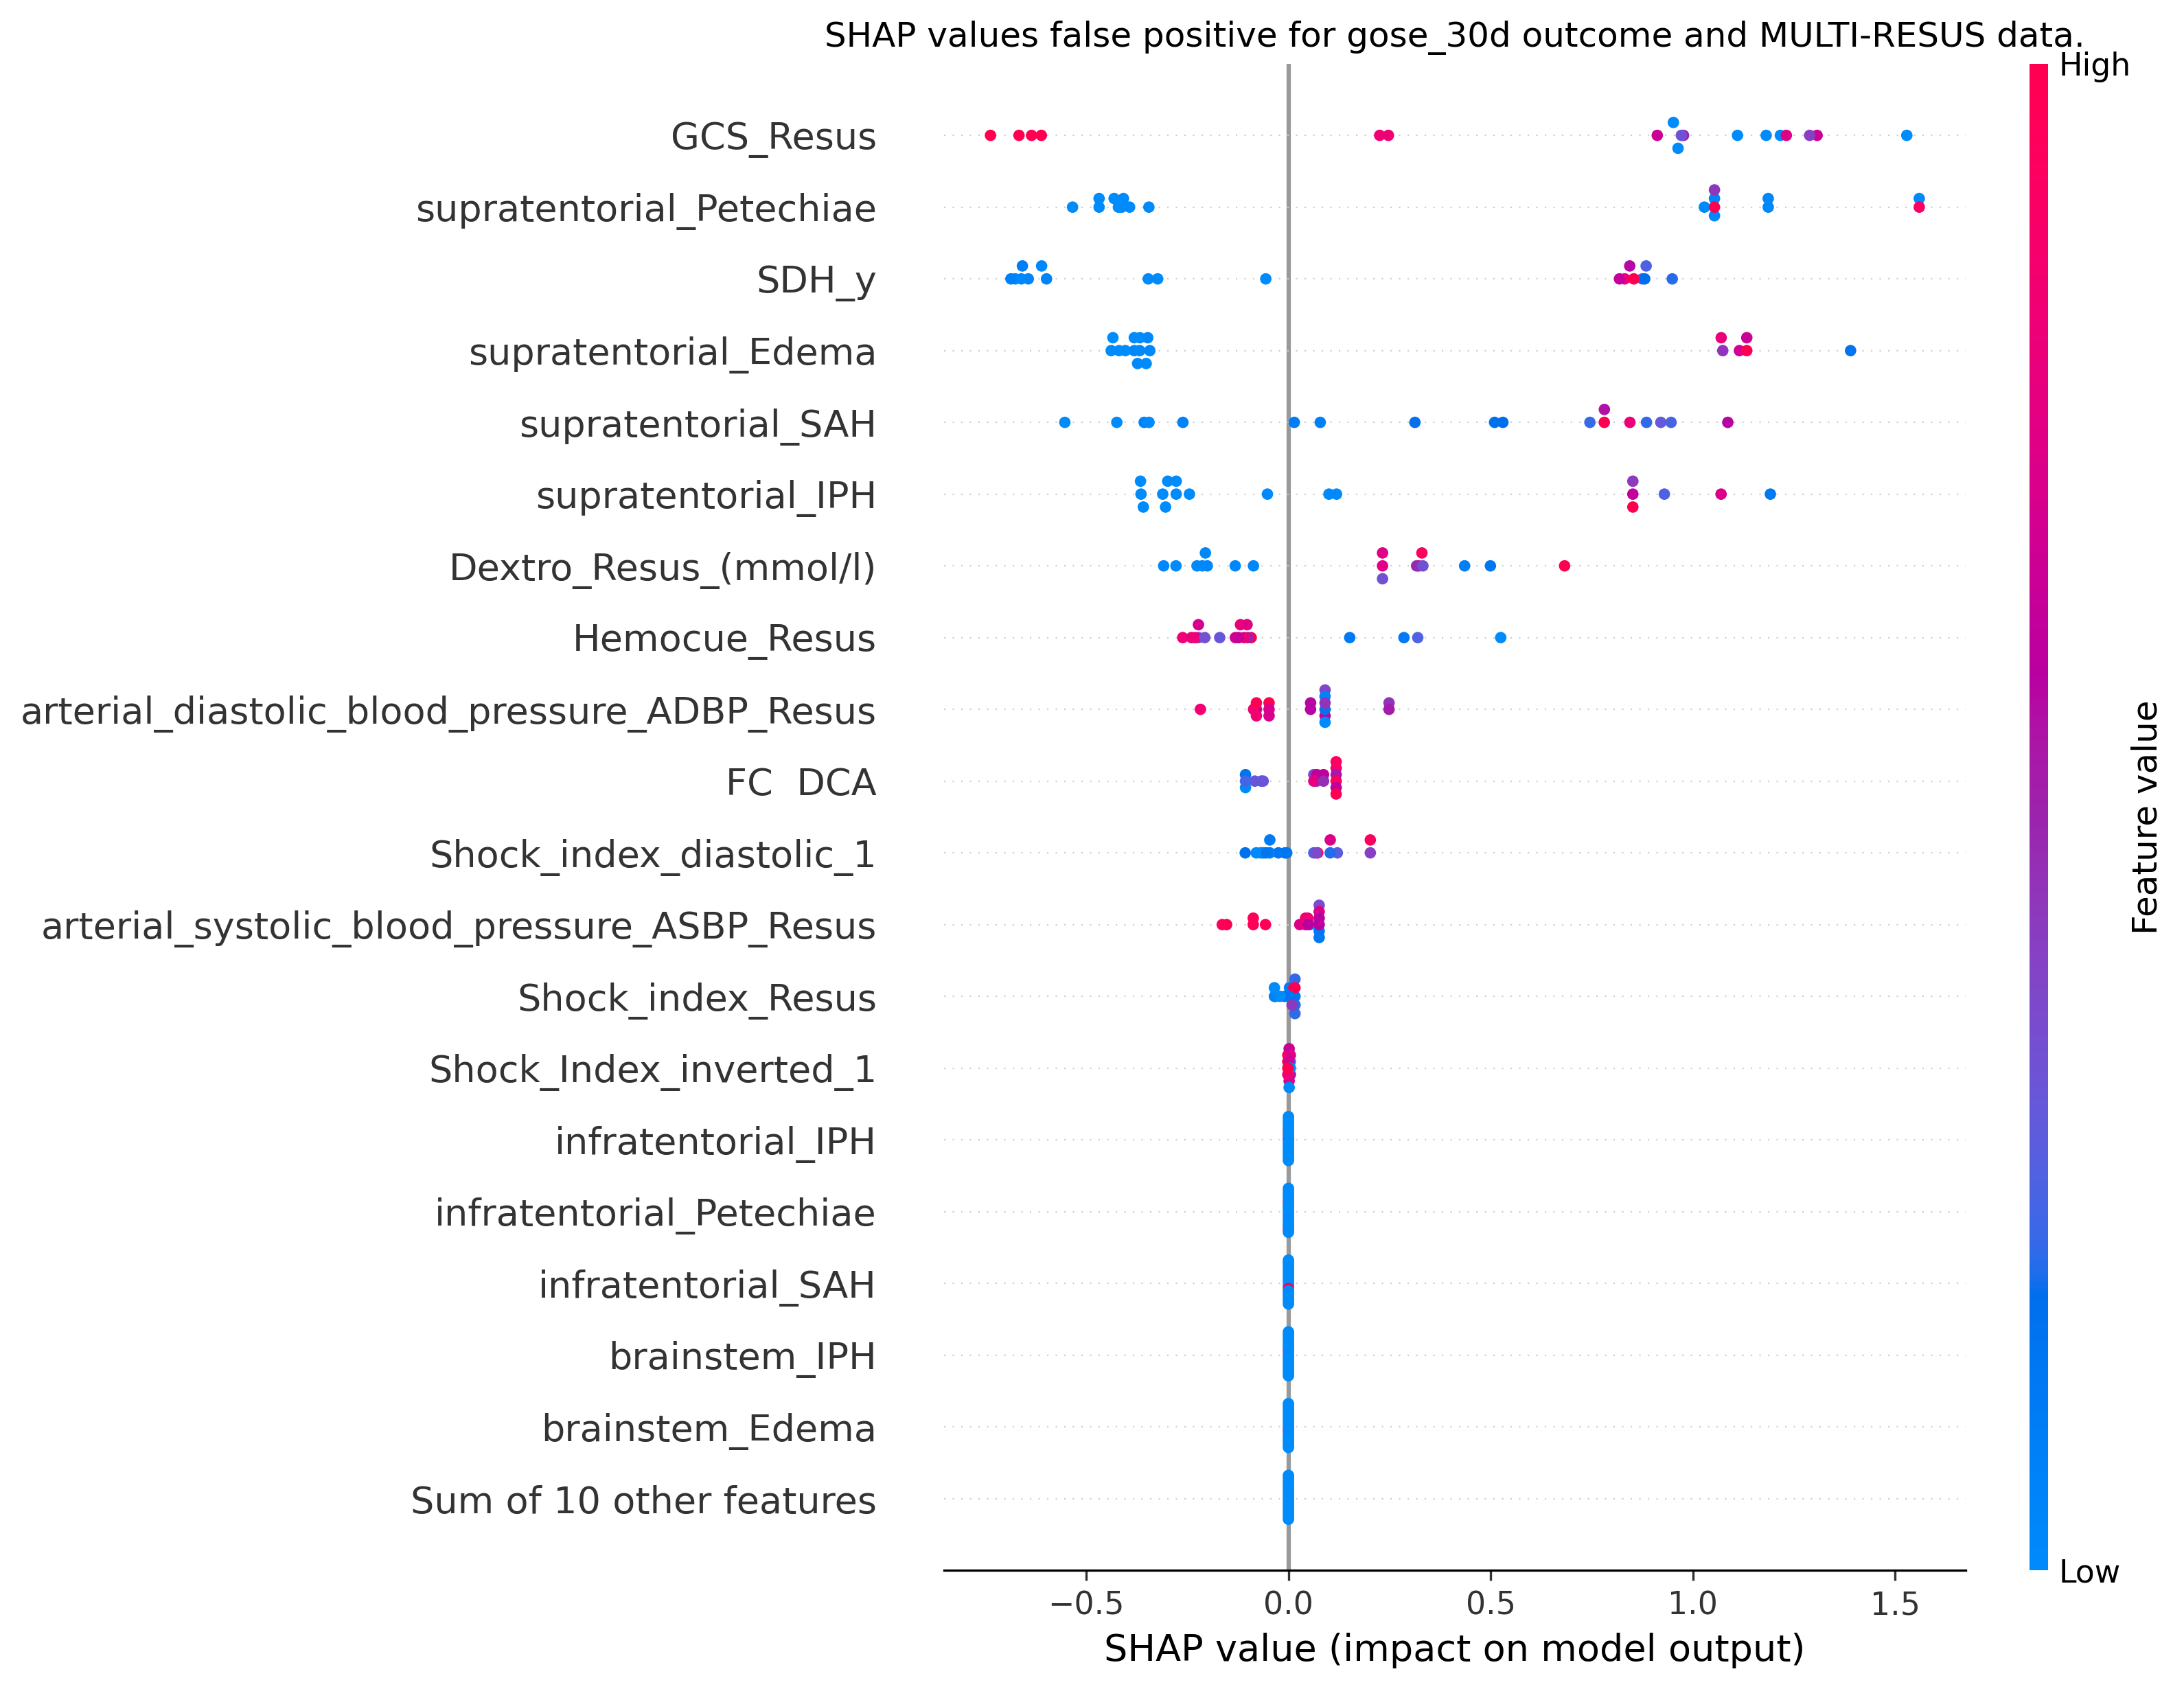 SHAP values false positive for gose_30d outcome and MULTI-RESUS data.
High
GCS_Resus
supratentorial_Petechiae
SDH_y
supratentorial_Edema
supratentorial_SAH
supratentorial_IPH
Dextro_Resus_(mmol/l)
Hemocue_Resus
arterial_diastolic_blood_pressure_ADBP_Resus
FC  DCA
Shock_index_diastolic_1
arterial_systolic_blood_pressure_ASBP_Resus
Shock_index_Resus
Shock_Index_inverted_1
infratentorial_IPH
infratentorial_Petechiae
infratentorial_SAH
brainstem_IPH
brainstem_Edema
Sum of 10 other features
Feature value
Low
−0.5 0.0 0.5 1.0 1.5
SHAP value (impact on model output)